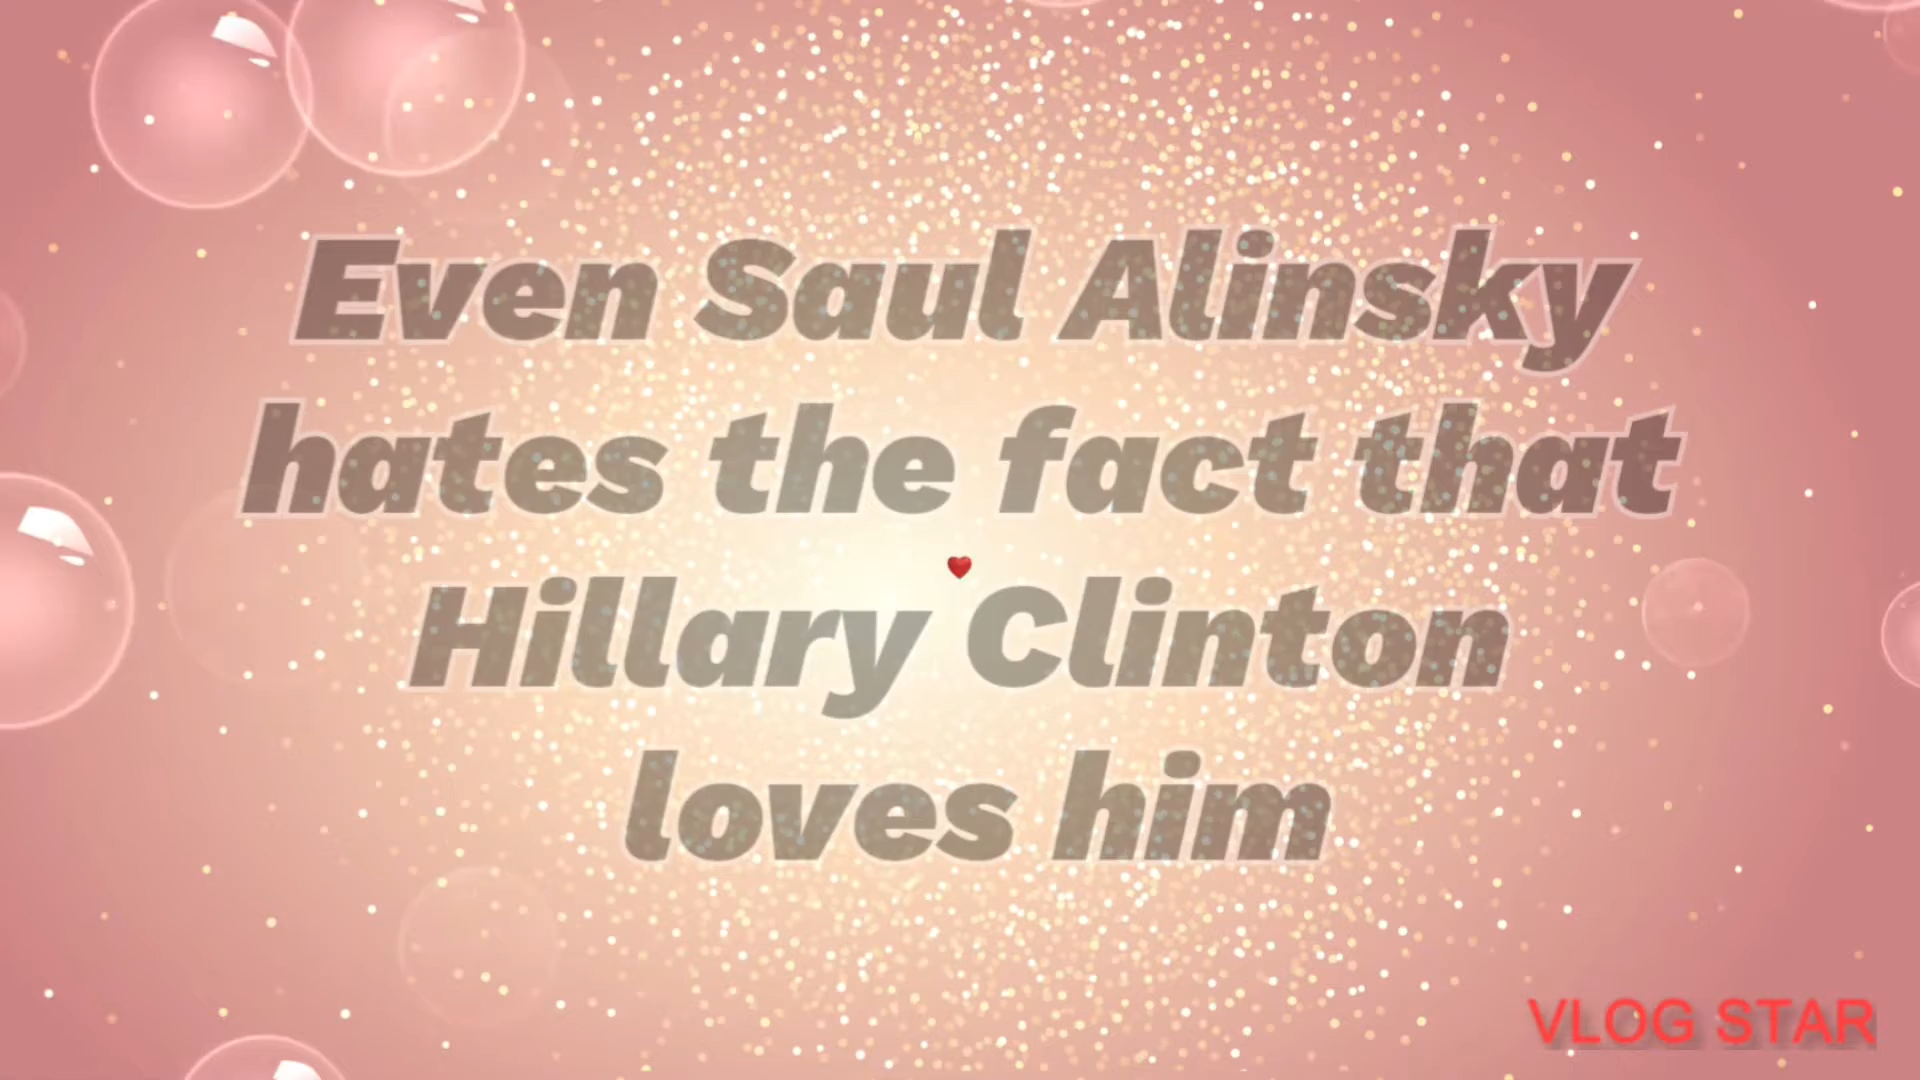 Even Saul Alinsky
hates the fact that
Hillary Clinton
loves him
VLOG STAR